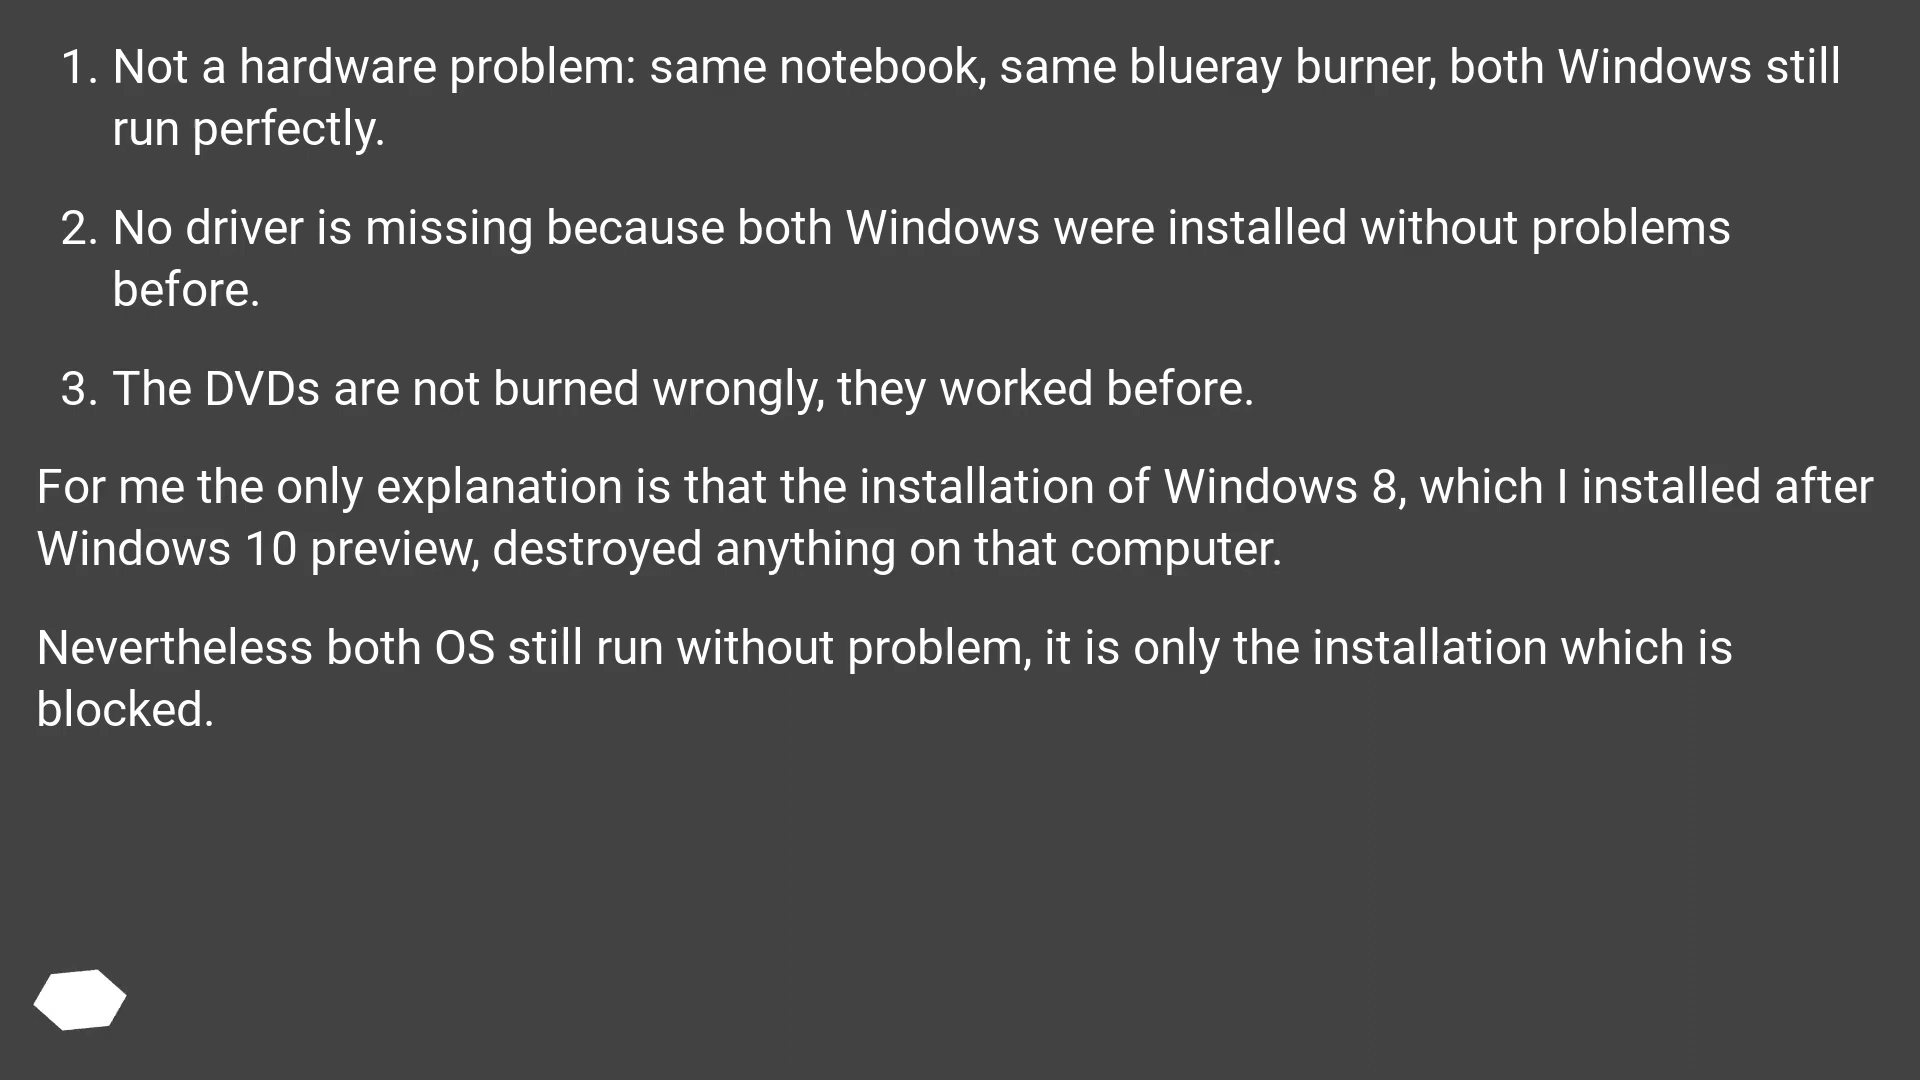 1. Not a hardware problem: same notebook, same blueray burner, both Windows still
run perfectly.
2. No driver is missing because both Windows were installed without problems
before.
3. The DVDs are not burned wrongly, they worked before.
For me the only explanation is that the installation of Windows 8, which I installed after
Windows 10 preview, destroyed anything on that computer.
Nevertheless both OS still run without problem, it is only the installation which is
blocked.